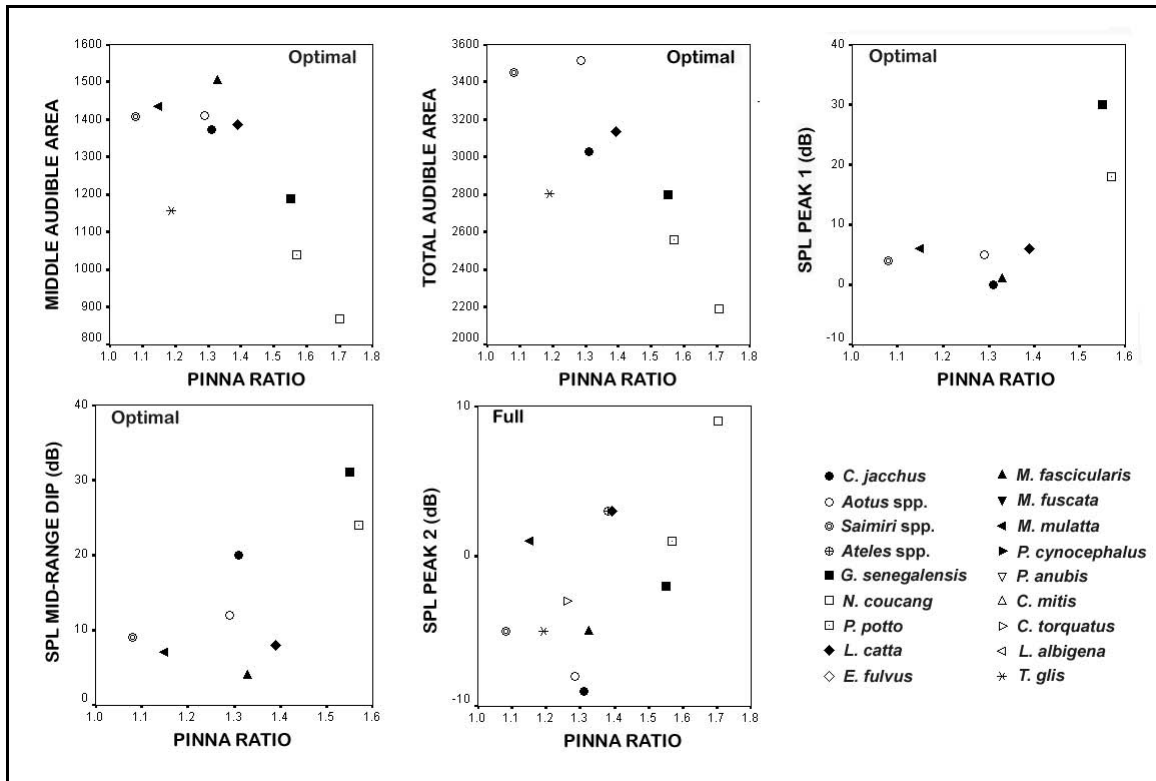 Optimal
MIDDLE AUDIBLE AREA
1600
1500
1400
1300
1200
1100
1000
900
800
1.0 1.1 1.2 1.3 1.4 1.5 1.6 1.7 1.8
PINNA RATIO
Optimal
TOTAL AUDIBLE AREA
3600
3400
3200
3000
2800
2600
2400
2200
2000
1.0 1.1 1.2 1.3 1.4 1.5 1.6 1.7 1.8
PINNA RATIO
Optimal
SPL PEAK 1 (dB)
40
30
20
10
0
-10
1.0 1.1 1.2 1.3 1.4 1.5 1.6
PINNA RATIO
Optimal
SPL MID-RANGE DIP (dB)
40
30
20
10
0
1.0 1.1 1.2 1.3 1.4 1.5 1.6
PINNA RATIO
Full
SPL PEAK 2 (dB)
10
0
-10
1.0 1.1 1.2 1.3 1.4 1.5 1.6 1.7 1.8
PINNA RATIO
C. jacchus
Aotus spp.
Saimiri spp.
Ateles spp.
G. senegalensis
N. coucang
P. potto
L. catta
E. fulvus
M. fascicularis
M. fuscata
M. mulatta
P. cynocephalus
P. anubis
C. mitis
C. torquatus
L. albigena
T. glis